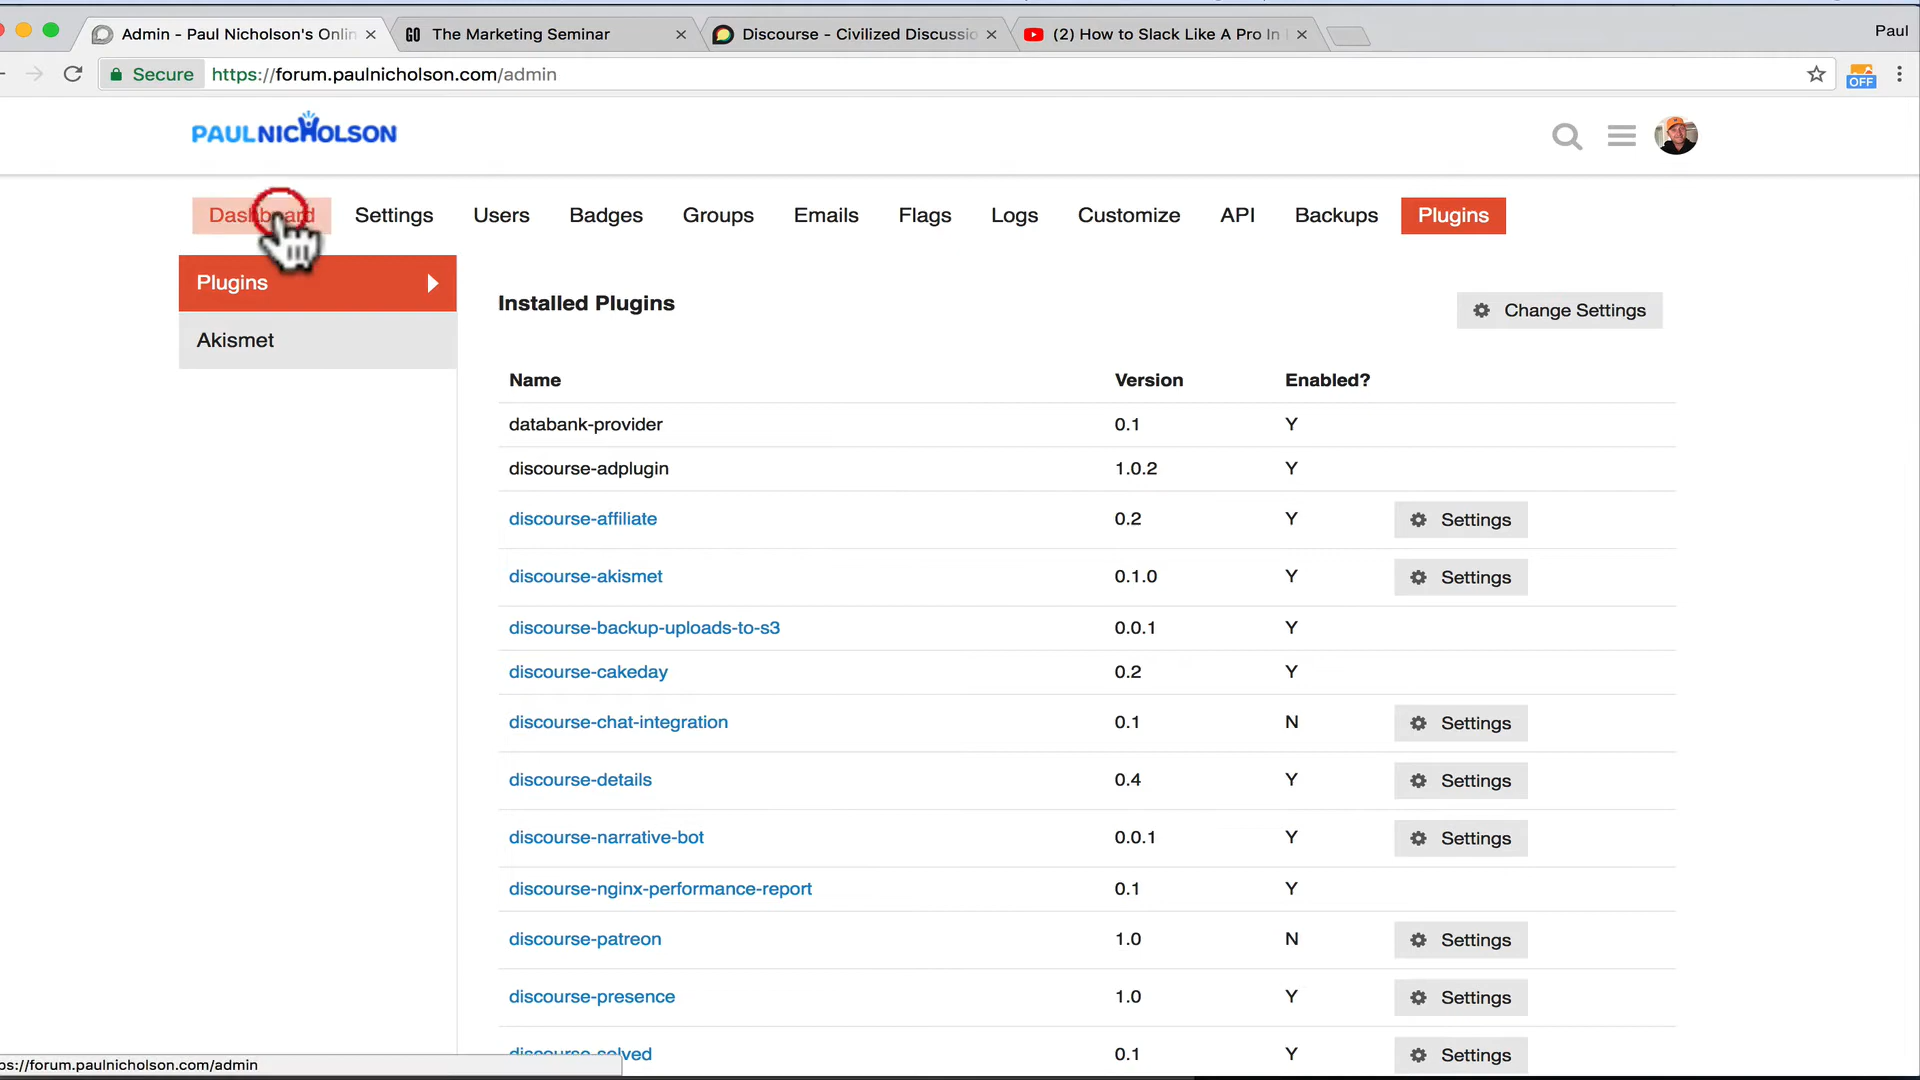 Admin - Paul Nicholson's Onlin
The Marketing Seminar
Discourse - Civilized Discussio
(2) How to Slack Like A Pro In
Paul
Secure https://forum.paulnicholson.com/admin
OFF
PAULNICHOLSON
Dashboard Settings Users Badges Groups Emails Flags Logs Customize API Backups Plugins
Plugins
Akismet
Installed Plugins
Change Settings
Name Version Enabled?
databank-provider 0.1 Y
discourse-adplugin 1.0.2 Y
discourse-affiliate 0.2 Y Settings
discourse-akismet 0.1.0 Y Settings
discourse-backup-uploads-to-s3 0.0.1 Y
discourse-cakeday 0.2 Y
discourse-chat-integration 0.1 N Settings
discourse-details 0.4 Y Settings
discourse-narrative-bot 0.0.1 Y Settings
discourse-nginx-performance-report 0.1 Y
discourse-patreon 1.0 N Settings
discourse-presence 1.0 Y Settings
discourse-solved 0.1 Y Settings
ps://forum.paulnicholson.com/admin